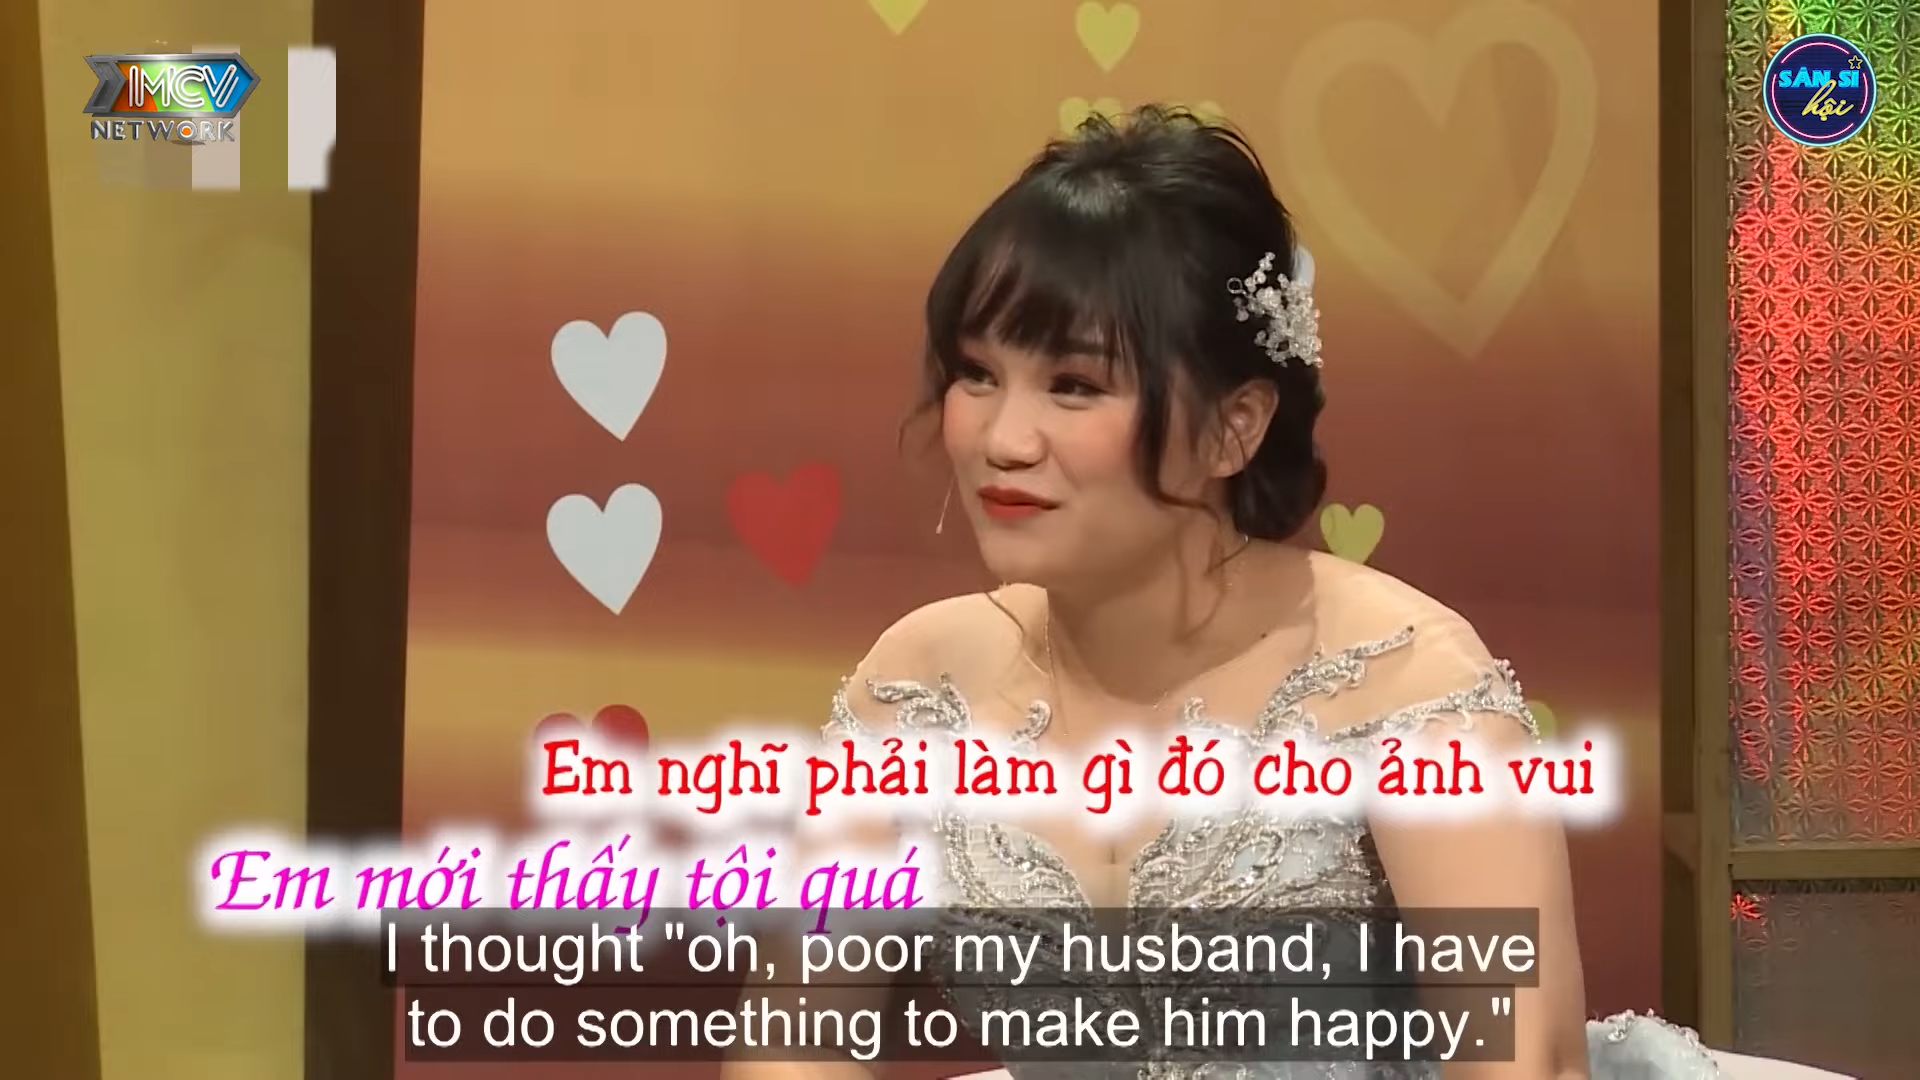 MCV
NETWORK
SÂN SI
hội
Em nghĩ phải làm gì đó cho ảnh vui
Em mới thấy tội quá
I thought "oh, poor my husband, I have
to do something to make him happy."